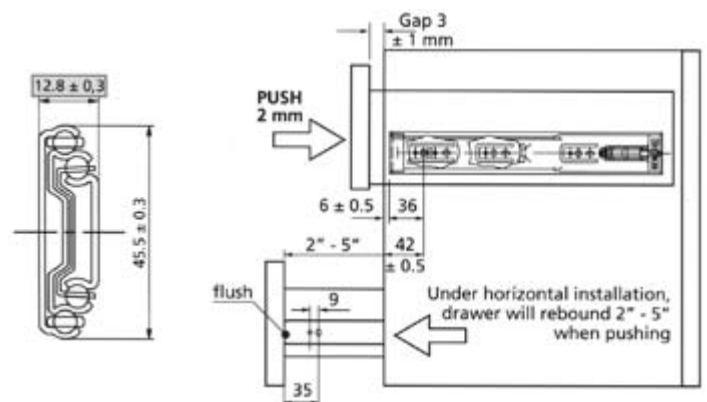 Gap 3
± 1 mm
12.8 ± 0,3
PUSH
2 mm
45.5 ± 0.3
6 ± 0.5
36
2" - 5"
42
± 0.5
flush
9
Under horizontal installation,
drawer will rebound 2" - 5"
when pushing
35